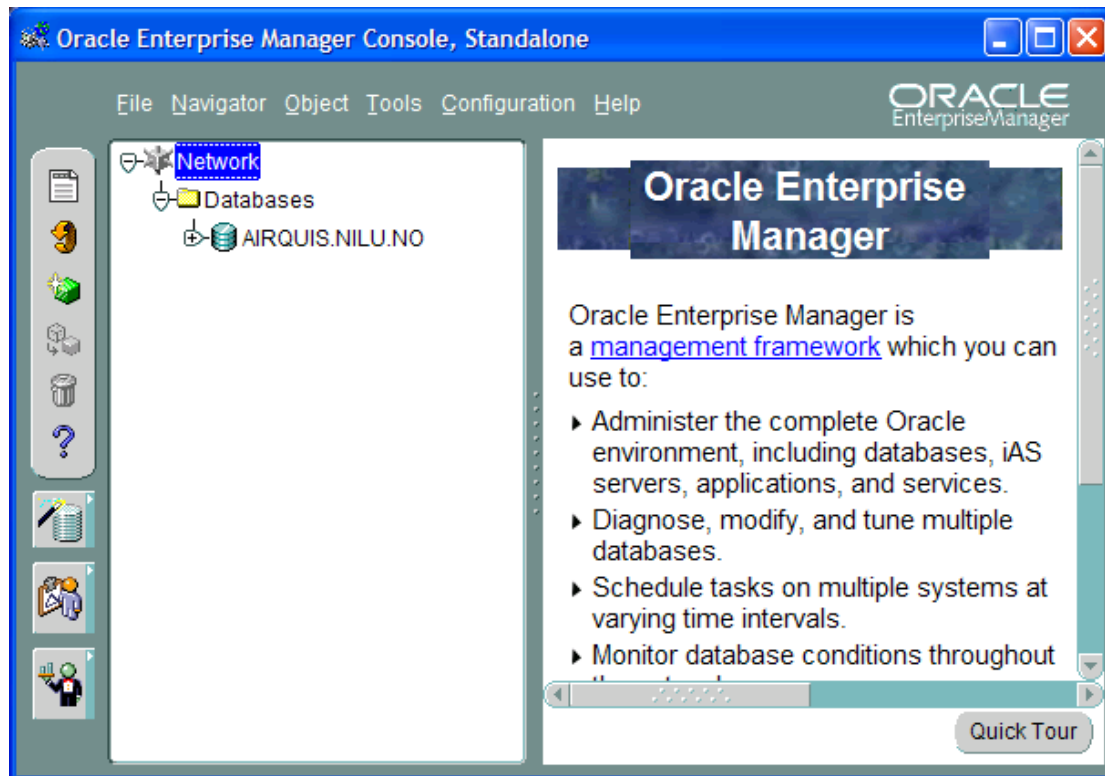 Oracle Enterprise Manager Console, Standalone
File Navigator Object Tools Configuration Help
ORACLE
EnterpriseManager
Network
Databases
AIRQUIS.NILU.NO
Oracle Enterprise
Manager
Oracle Enterprise Manager is
a management framework which you can
use to:
Administer the complete Oracle
environment, including databases, iAS
servers, applications, and services.
Diagnose, modify, and tune multiple
databases.
Schedule tasks on multiple systems at
varying time intervals.
Monitor database conditions throughout
Quick Tour